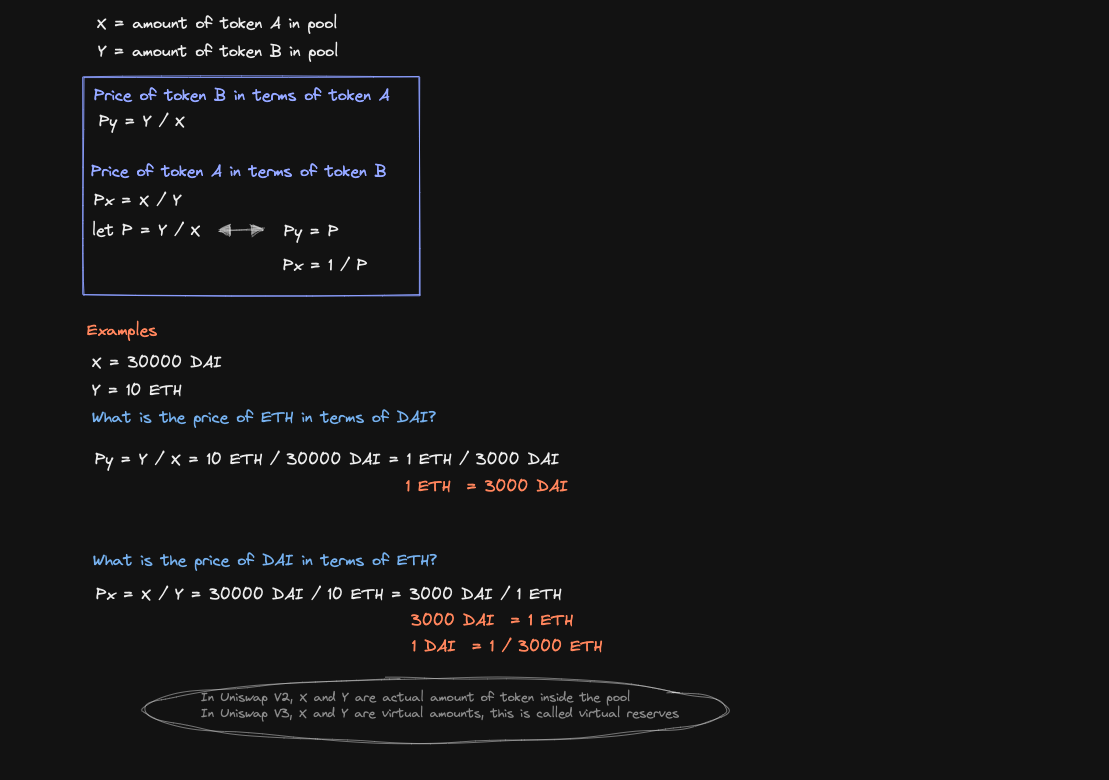 X = amount of token A in pool
Y = amount of token B in pool
Price of token B in terms of token A
Py = Y / X
Price of token A in terms of token B
Px = X / Y
let P = Y / X Py = P
Px = 1 / P
Examples
X = 30000 DAI
Y = 10 ETH
What is the price of ETH in terms of DAI?
Py = Y / X = 10 ETH / 30000 DAI = 1 ETH / 3000 DAI
1 ETH = 3000 DAI
What is the price of DAI in terms of ETH?
Px = X / Y = 30000 DAI / 10 ETH = 3000 DAI / 1 ETH
3000 DAI = 1 ETH
1 DAI = 1 / 3000 ETH
In Uniswap V2, X and Y are actual amount of token inside the pool
In Uniswap V3, X and Y are virtual amounts, this is called virtual reserves